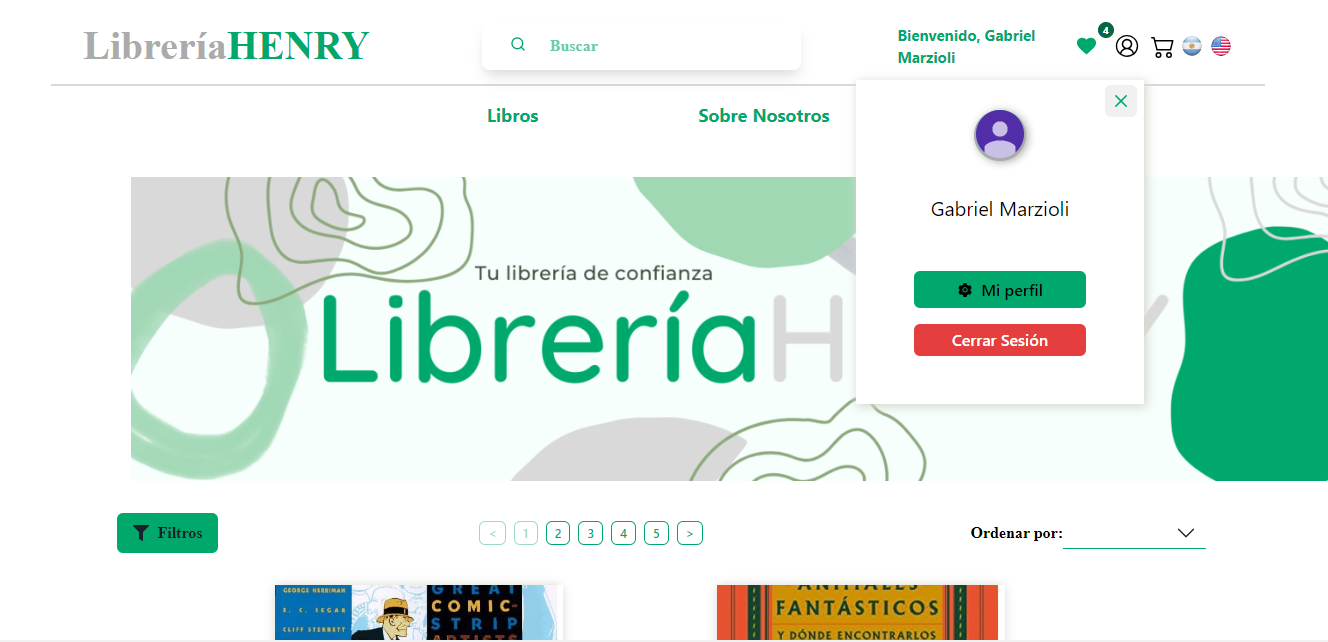 LibreríaHENRY
Buscar
Bienvenido, Gabriel
Marzioli
4
Libros
Sobre Nosotros
Gabriel Marzioli
Mi perfil
Cerrar Sesión
Tu librería de confianza
LibreríaH
Filtros
< 1 2 3 4 5 >
Ordenar por:
GEORGE HERRIMAN
E. C. SEGAR
CLIFF STERRETT
GREAT
COMIC-
STRIP
ARTISTS
ANIMALES
FANTÁSTICOS
Y DÓNDE ENCONTRARLOS